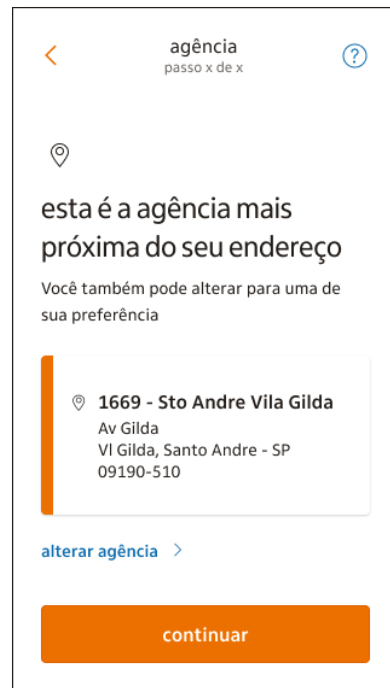 agência
passo x de x
?
esta é a agência mais
próxima do seu endereço
Você também pode alterar para uma de
sua preferência
1669 - Sto Andre Vila Gilda
Av Gilda
Vl Gilda, Santo Andre - SP
09190-510
alterar agência
continuar